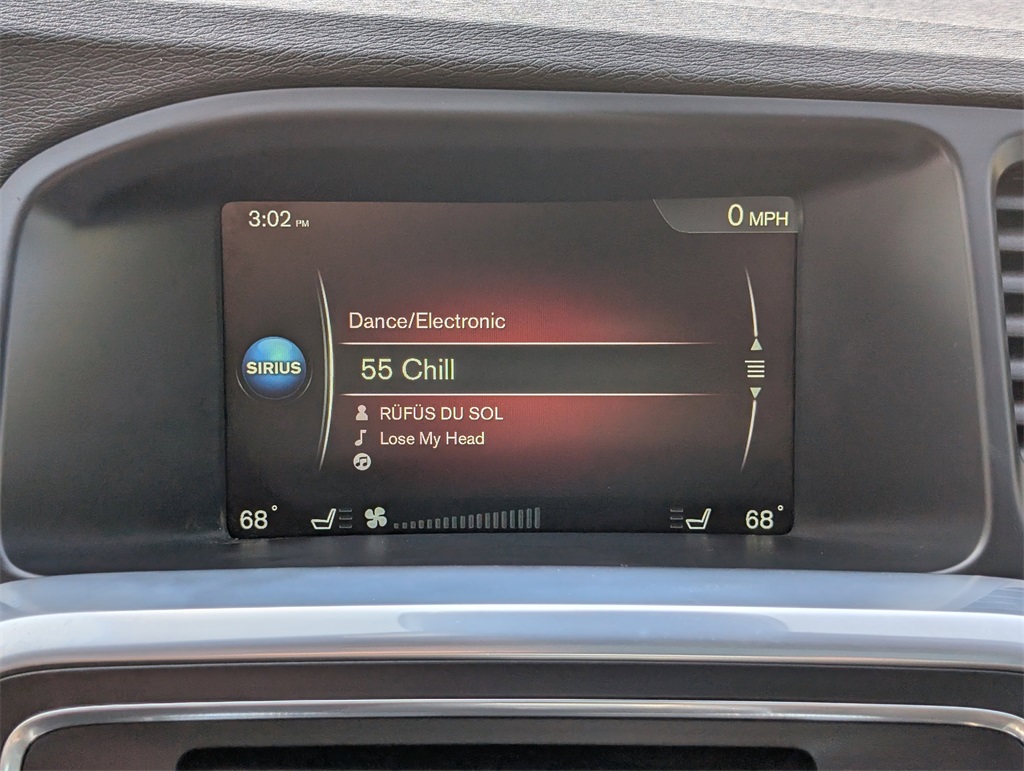 3:02 PM
0 MPH
Dance/Electronic
SIRIUS
55 Chill
RÜFÜS DU SOL
Lose My Head
68°
68°